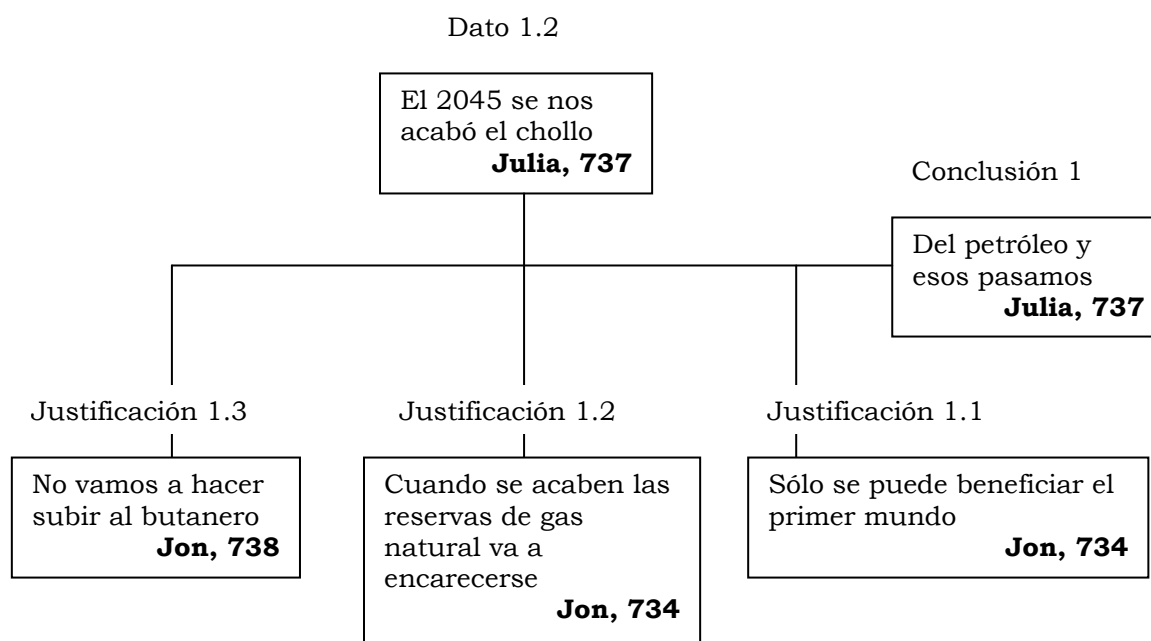 Dato 1.2
El 2045 se nos
acabó el chollo
Julia, 737
Conclusión 1
Del petróleo y
esos pasamos
Julia, 737
Justificación 1.3
No vamos a hacer
subir al butanero
Jon, 738
Justificación 1.2
Cuando se acaben las
reservas de gas
natural va a
encarecerse
Jon, 734
Justificación 1.1
Sólo se puede beneficiar el
primer mundo
Jon, 734